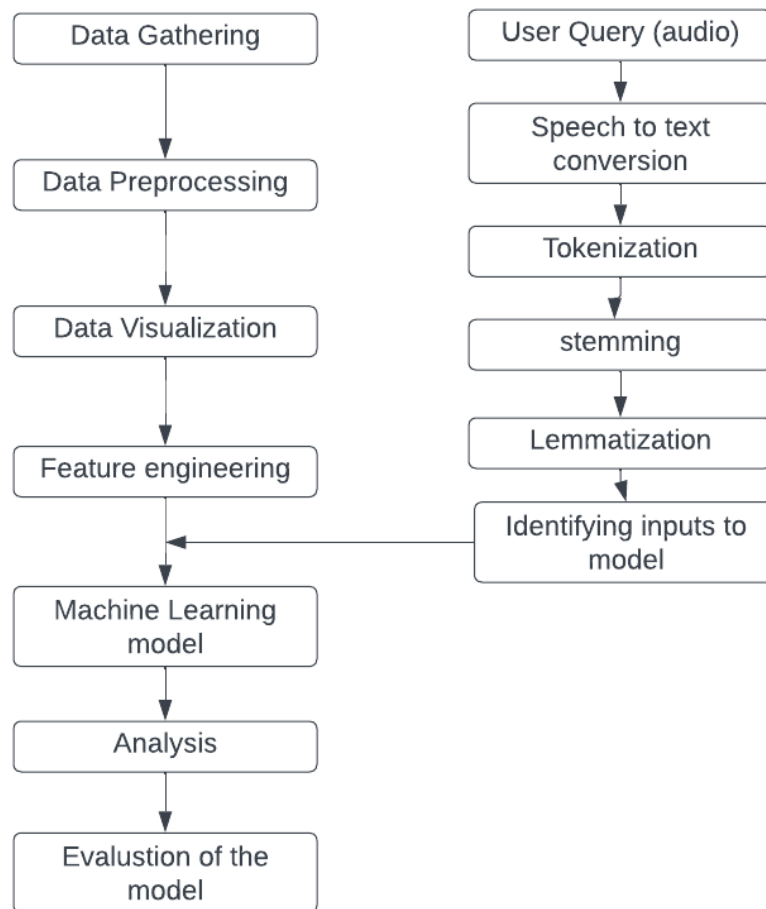 Data Gathering
Data Preprocessing
Data Visualization
Feature engineering
Machine Learning
model
Analysis
Evalustion of the
model
User Query (audio)
Speech to text
conversion
Tokenization
stemming
Lemmatization
Identifying inputs to
model